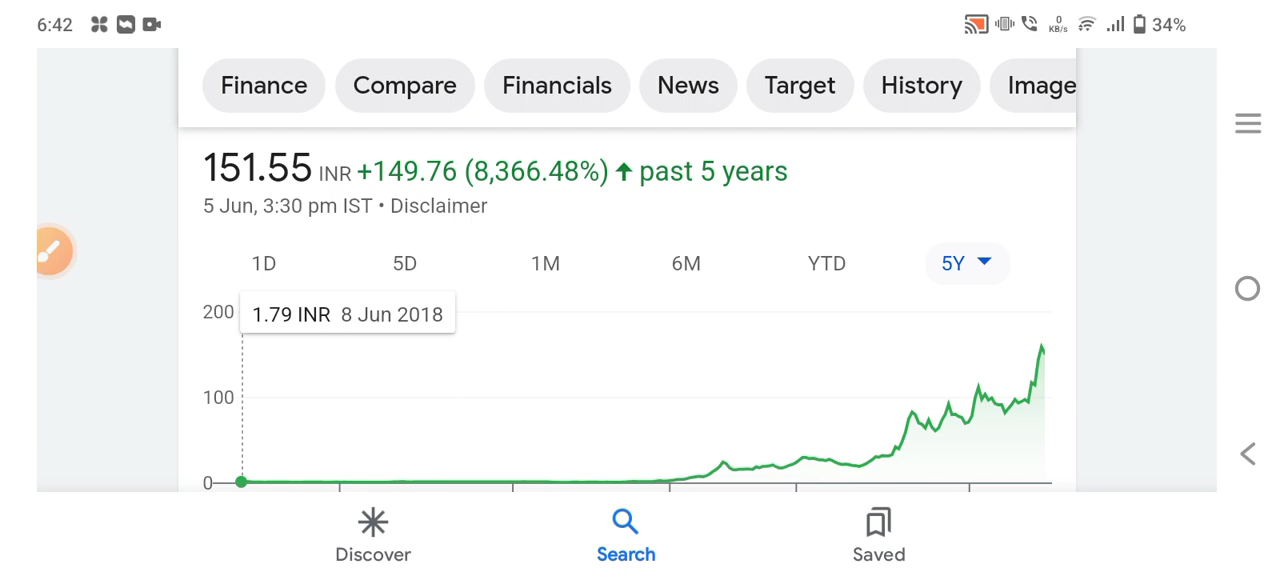 6:42 0 KB/s 34%
Finance Compare Financials News Target History Image
151.55 INR +149.76 (8,366.48%) ↑ past 5 years
5 Jun, 3:30 pm IST • Disclaimer
1D 5D 1M 6M YTD 5Y
200
1.79 INR 8 Jun 2018
100
0
Discover Search Saved